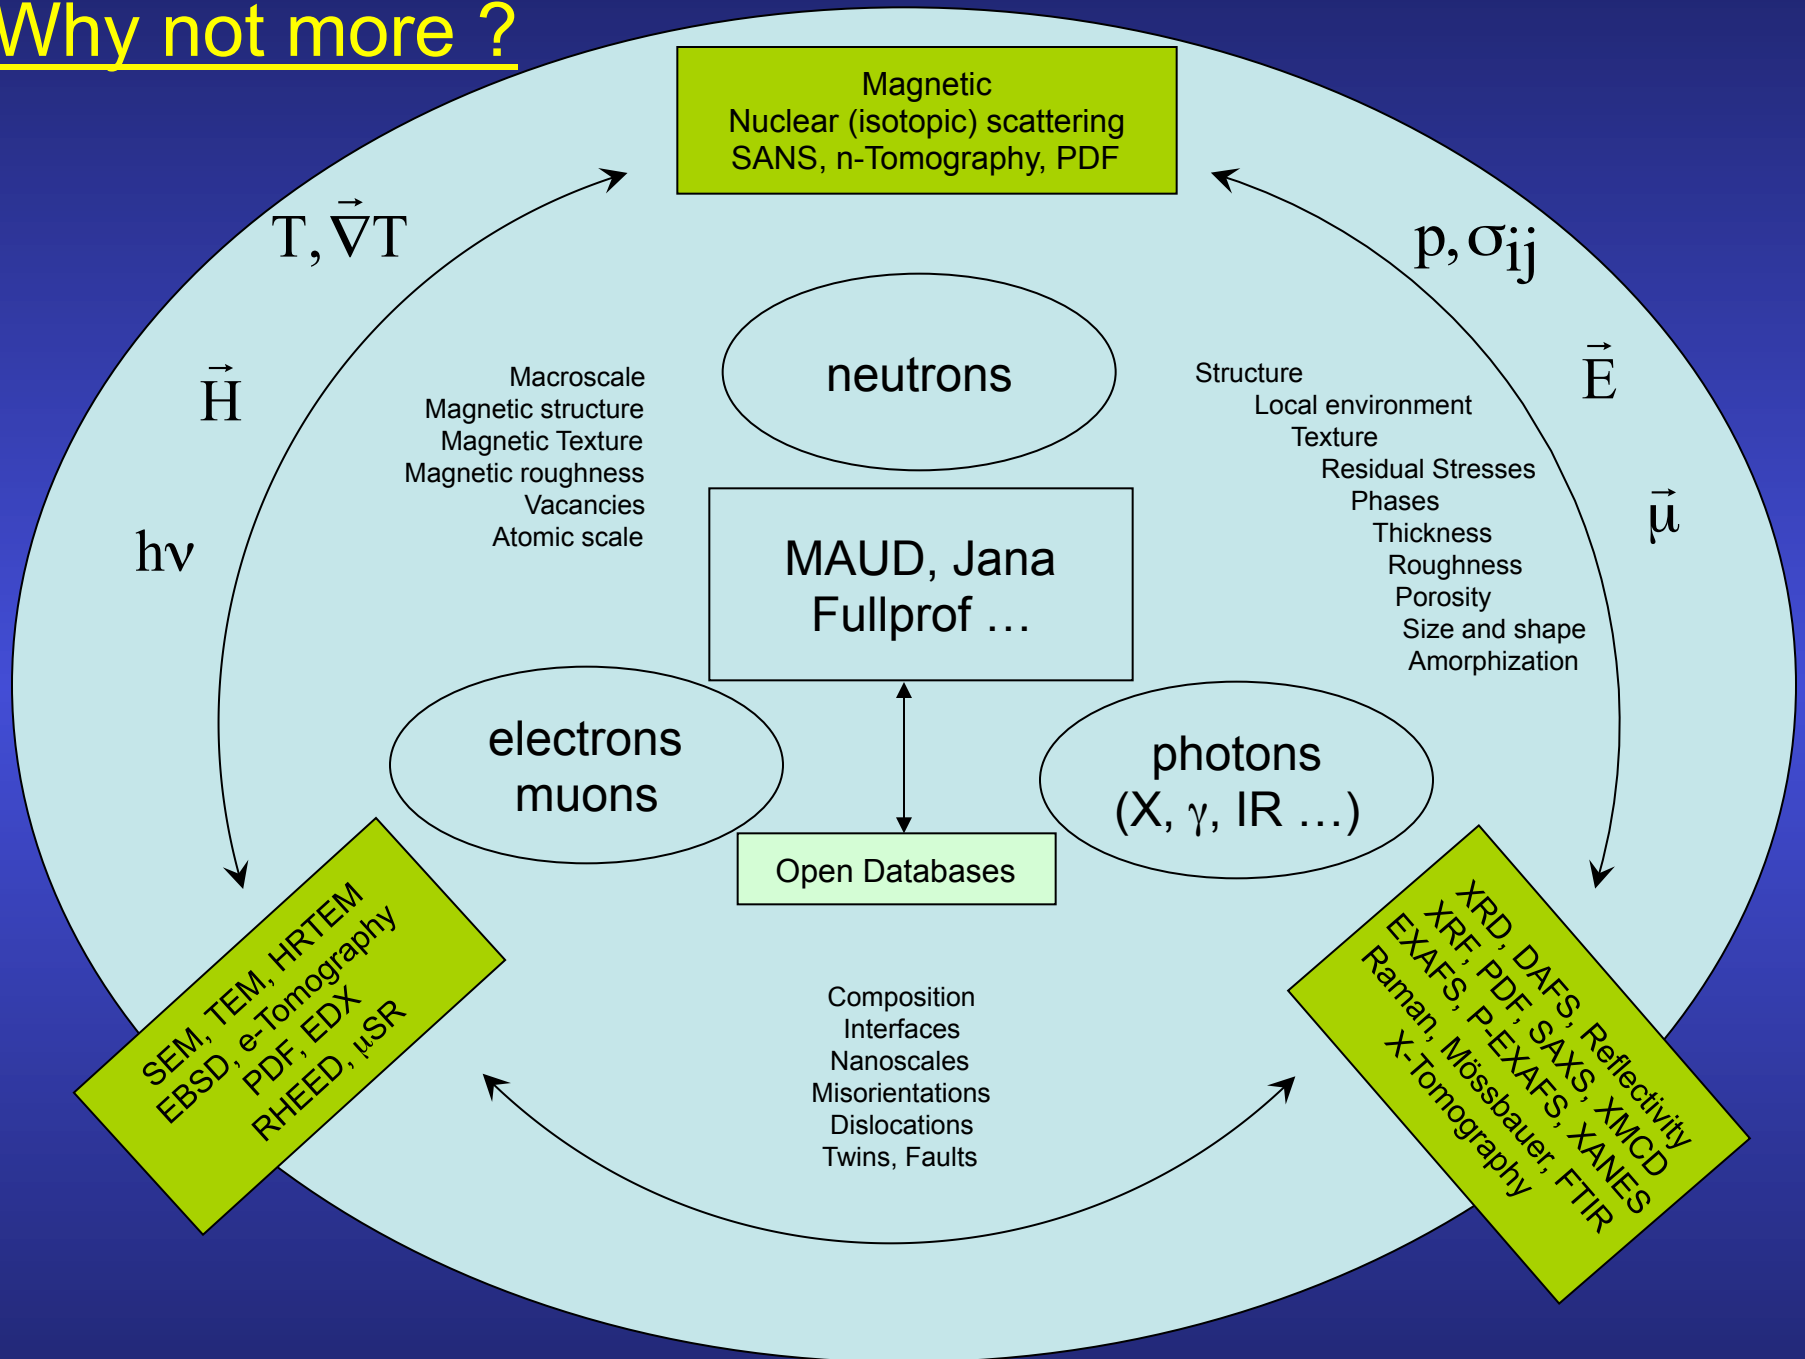 Why not more ?
Magnetic
Nuclear (isotopic) scattering
SANS, n-Tomography, PDF
T, ∇⃗T
p, σij
H⃗
E⃗
hν
μ⃗
neutrons
Macroscale
Magnetic structure
Magnetic Texture
Magnetic roughness
Vacancies
Atomic scale
Structure
Local environment
Texture
Residual Stresses
Phases
Thickness
Roughness
Porosity
Size and shape
Amorphization
MAUD, Jana
Fullprof …
electrons
muons
photons
(X, γ, IR …)
Open Databases
SEM, TEM, HRTEM
EBSD, e-Tomography
PDF, EDX
RHEED, μSR
Composition
Interfaces
Nanoscales
Misorientations
Dislocations
Twins, Faults
XRD, DAFS, Reflectivity
XRF, PDF, SAXS, XMCD
EXAFS, P-EXAFS, XANES
Raman, Mössbauer, FTIR
X-Tomography